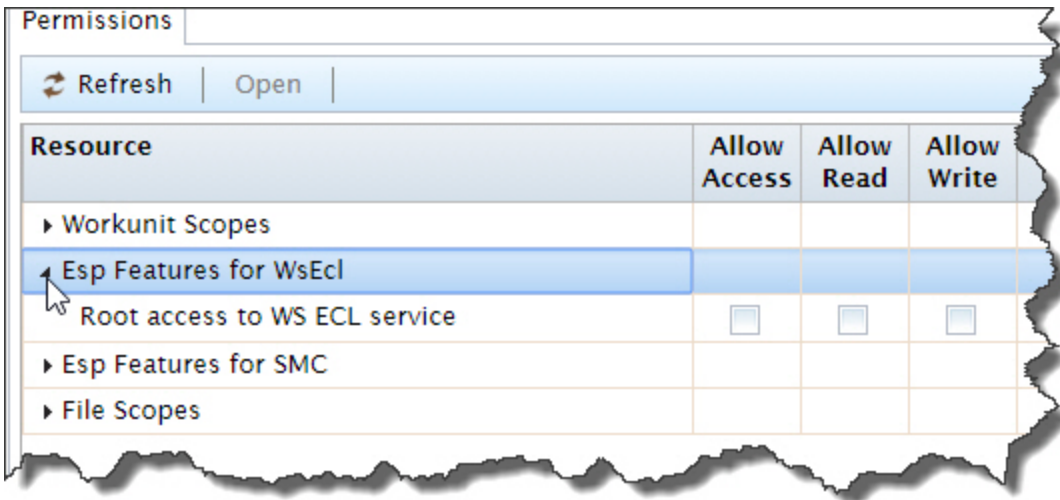 Permissions
Refresh Open
Resource Allow Access Allow Read Allow Write
Workunit Scopes
Esp Features for WsEcl
Root access to WS ECL service
Esp Features for SMC
File Scopes